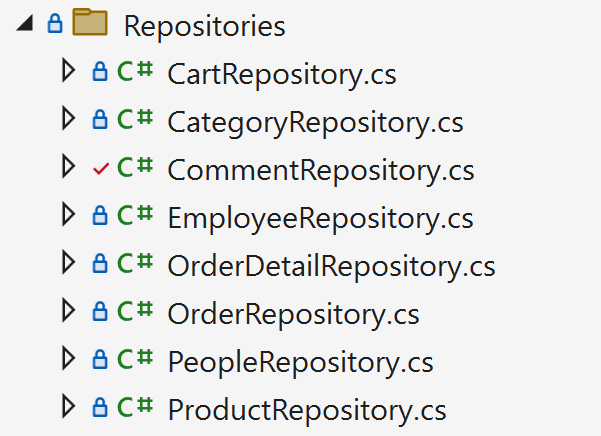 Repositories
C# CartRepository.cs
C# CategoryRepository.cs
C# CommentRepository.cs
C# EmployeeRepository.cs
C# OrderDetailRepository.cs
C# OrderRepository.cs
C# PeopleRepository.cs
C# ProductRepository.cs